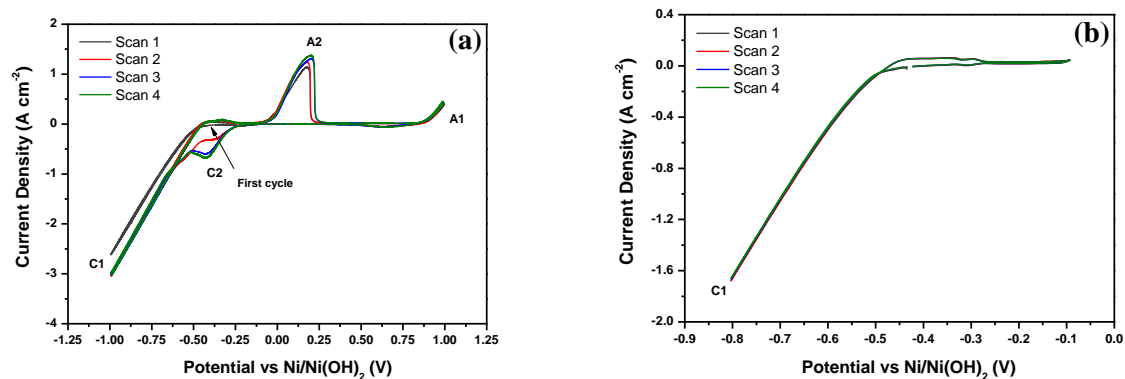 (a)
Scan 1
Scan 2
Scan 3
Scan 4
A2
A1
C2
First cycle
C1
Current Density (A cm⁻²)
2
1
0
-1
-2
-3
-4
-1.25 -1.00 -0.75 -0.50 -0.25 0.00 0.25 0.50 0.75 1.00 1.25
Potential vs Ni/Ni(OH)₂ (V)
(b)
Scan 1
Scan 2
Scan 3
Scan 4
C1
Current Density (A cm⁻²)
0.4
0.0
-0.4
-0.8
-1.2
-1.6
-2.0
-0.9 -0.8 -0.7 -0.6 -0.5 -0.4 -0.3 -0.2 -0.1 0.0
Potential vs Ni/Ni(OH)₂ (V)